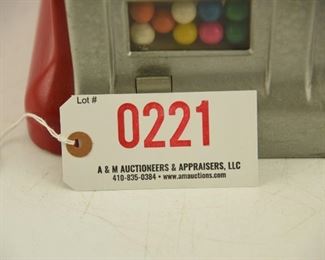 Lot #
0221
A & M AUCTIONEERS & APPRAISERS, LLC
410-835-0384 • www.amauctions.com